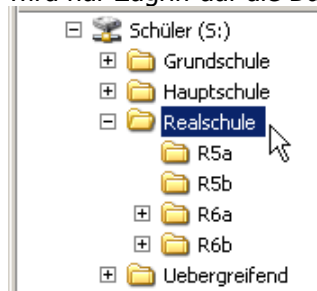 Schüler (S:)
Grundschule
Hauptschule
Realschule
R5a
R5b
R6a
R6b
Uebergreifend